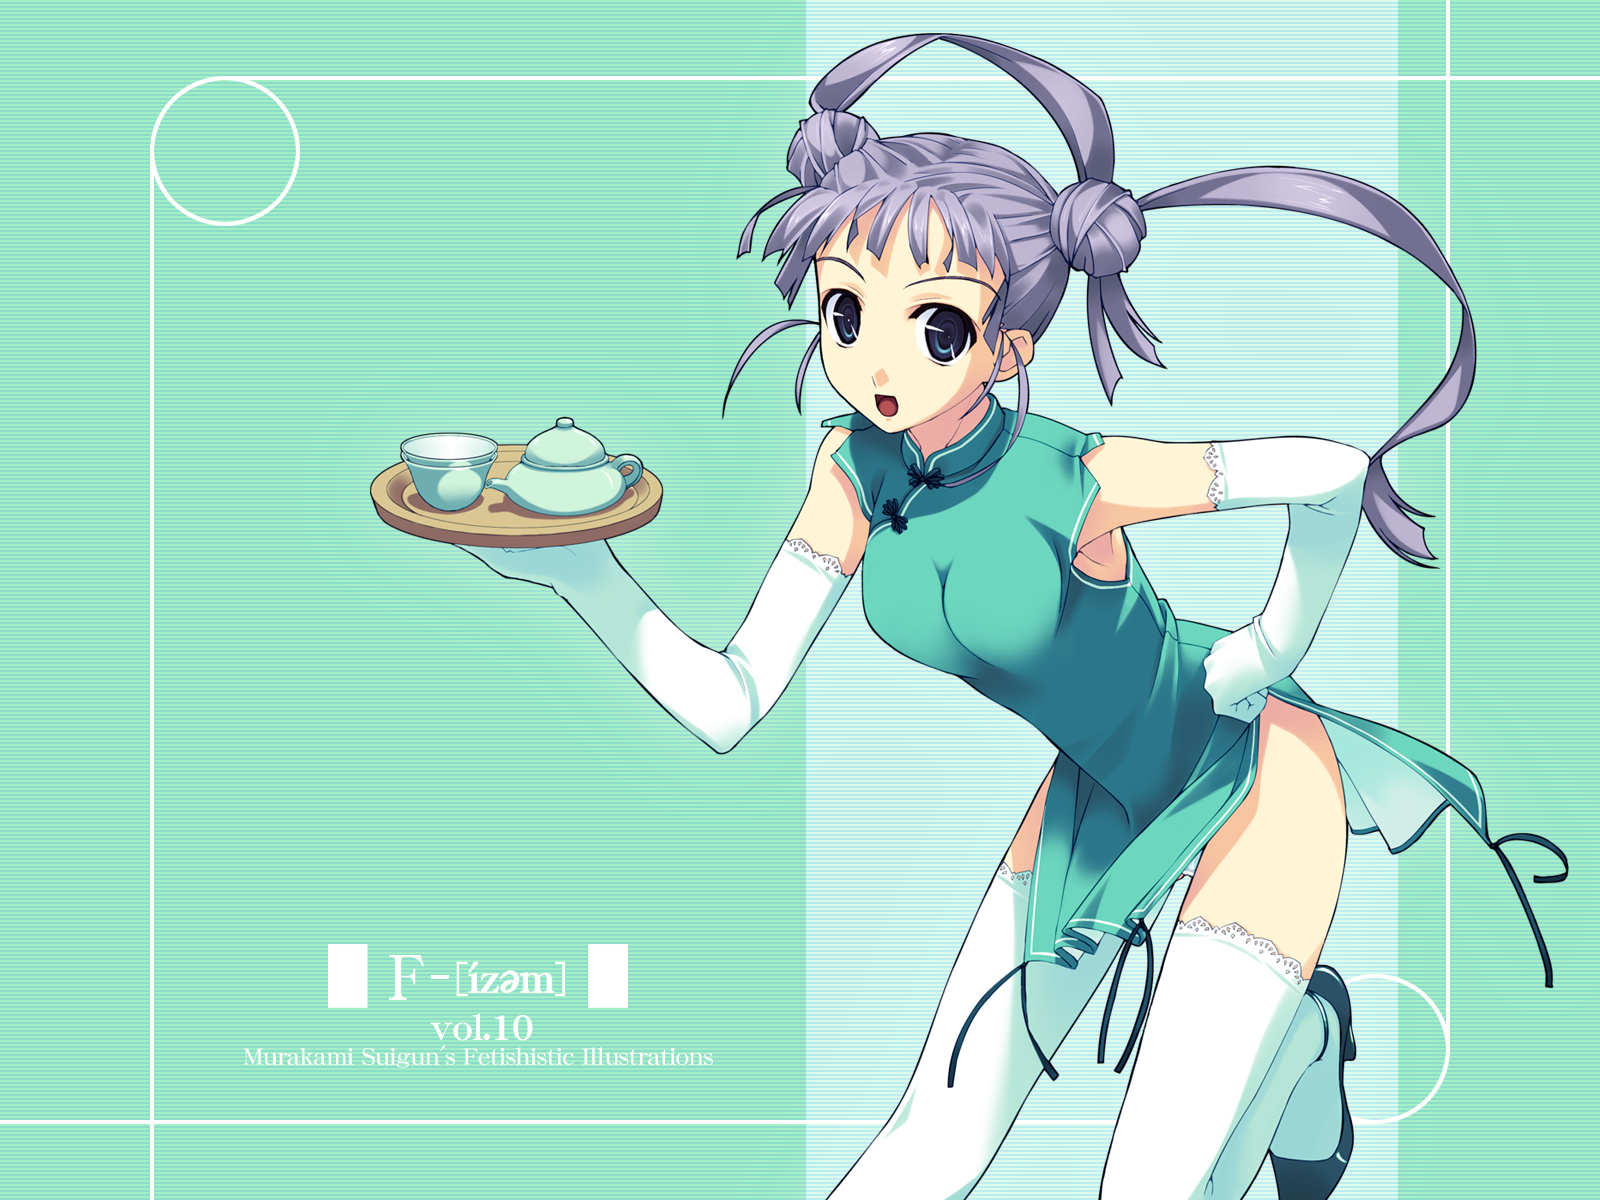 F-[ízəm]
vol.10
Murakami Suigun's Fetishistic Illustrations